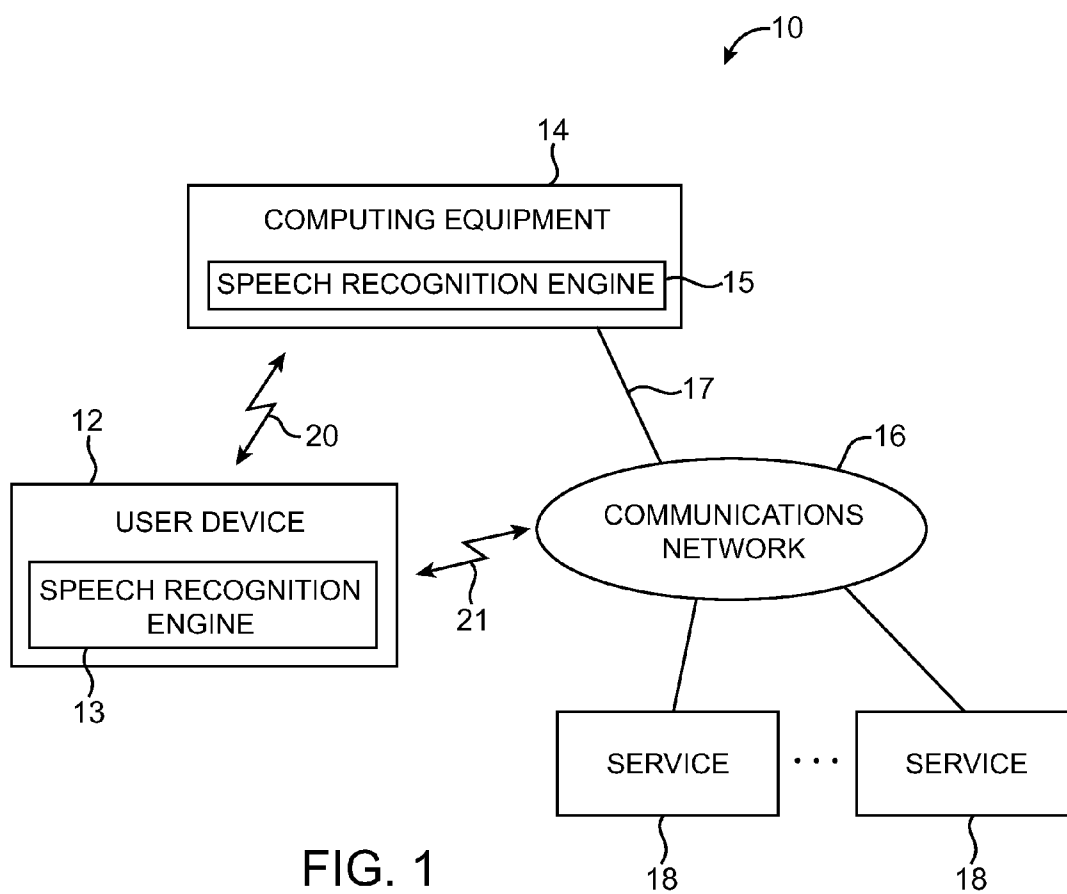 10
14
COMPUTING EQUIPMENT
SPEECH RECOGNITION ENGINE
15
17
20
12
16
USER DEVICE
COMMUNICATIONS
NETWORK
SPEECH RECOGNITION
ENGINE
21
13
SERVICE
...
SERVICE
18
18
FIG. 1